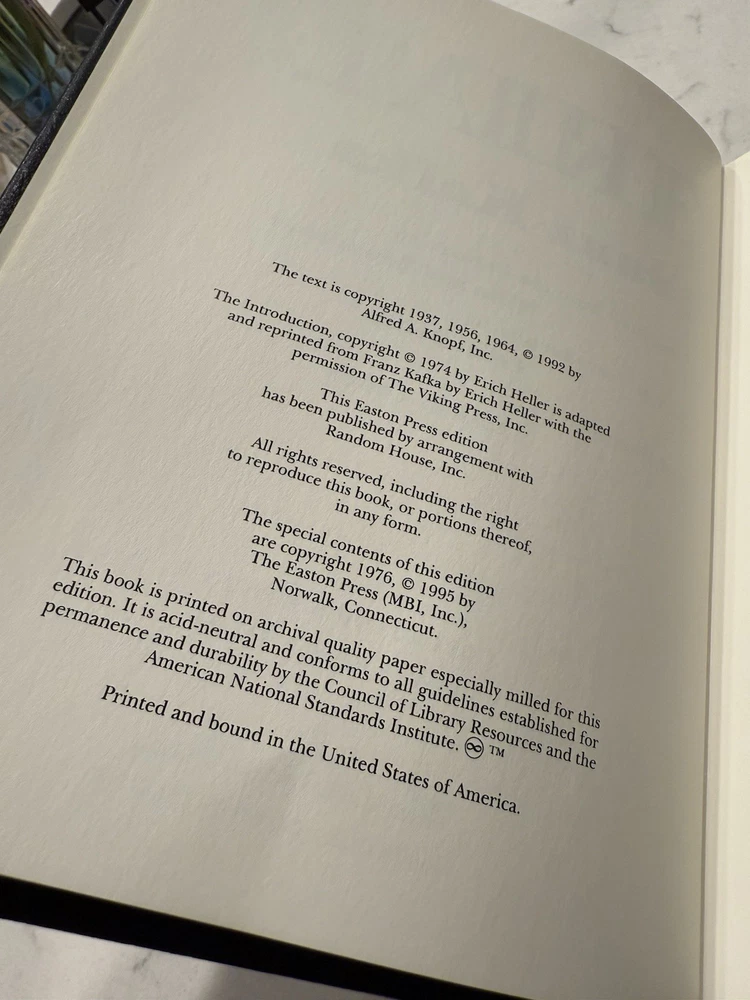 The text is copyright 1937, 1956, 1964, © 1992 by
Alfred A. Knopf, Inc.
The Introduction, copyright © 1974 by Erich Heller is adapted
and reprinted from Franz Kafka by Erich Heller with the
permission of The Viking Press, Inc.
This Easton Press edition
has been published by arrangement with
Random House, Inc.
All rights reserved, including the right
to reproduce this book, or portions thereof,
in any form.
The special contents of this edition
are copyright 1976, © 1995 by
The Easton Press (MBI, Inc.),
Norwalk, Connecticut.
This book is printed on archival quality paper especially milled for this
edition. It is acid-neutral and conforms to all guidelines established for
permanence and durability by the Council of Library Resources and the
American National Standards Institute. ♾ ™
Printed and bound in the United States of America.